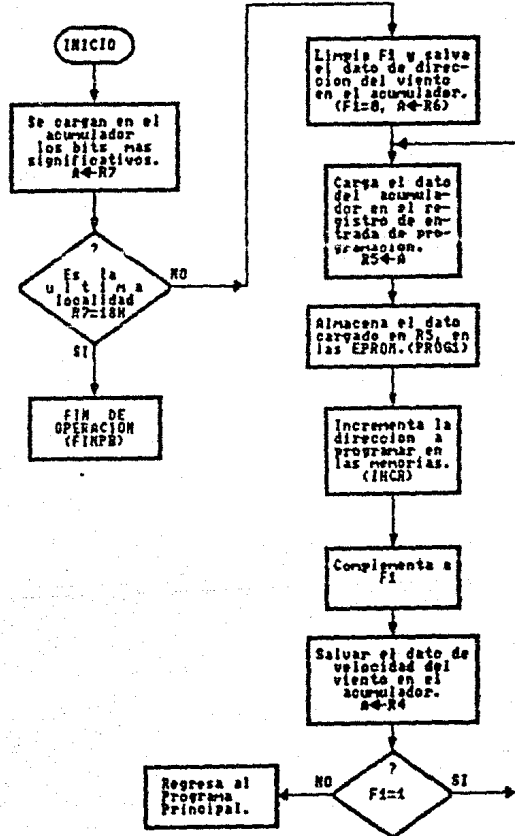 INICIO
Se cargan en el
acumulador
los bits mas
significativos.
A←R7
?
Es la
u l t i m a
localidad
R7=18H
NO
SI
FIN DE
OPERACION
(FINPB)
Limpia F1 y salva
el dato de direc-
cion del viento
en el acumulador.
(F1=0, A←R6)
Carga el dato
del acumula-
dor en el re-
gistro de en-
trada de pro-
gramacion.
R5←A
Almacena el dato
cargado en R5, en
las EPROM.(PROG1)
Incrementa la
direccion a
programar en
las memorias.
(INCR)
Complementa a
F1
Salvar el dato de
velocidad del
viento en el
acumulador.
A←R4
?
F1=1
NO
SI
Regresa al
Programa
Principal.